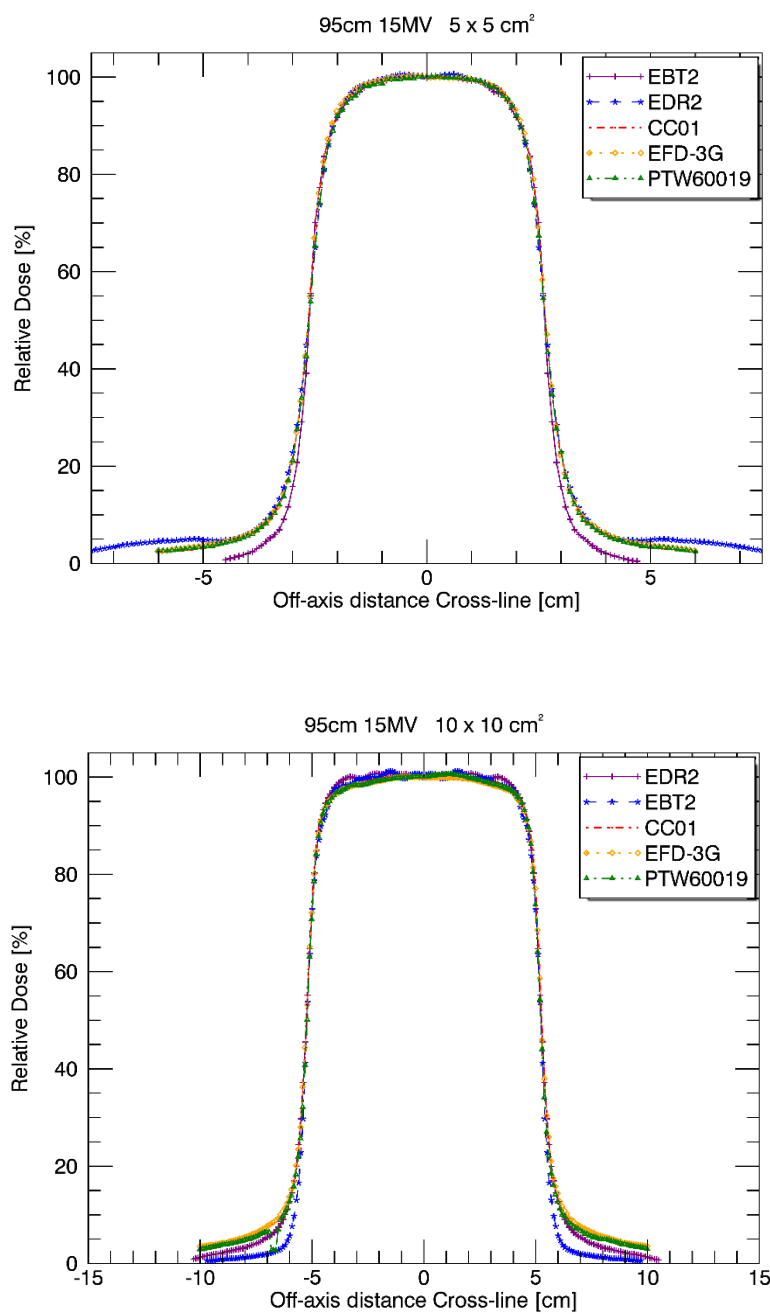 95cm 15MV 5 x 5 cm²
EBT2
EDR2
CC01
EFD-3G
PTW60019
Relative Dose [%]
100
80
60
40
20
0
-5 0 5
Off-axis distance Cross-line [cm]
95cm 15MV 10 x 10 cm²
EDR2
EBT2
CC01
EFD-3G
PTW60019
Relative Dose [%]
100
80
60
40
20
0
-15 -10 -5 0 5 10 15
Off-axis distance Cross-line [cm]